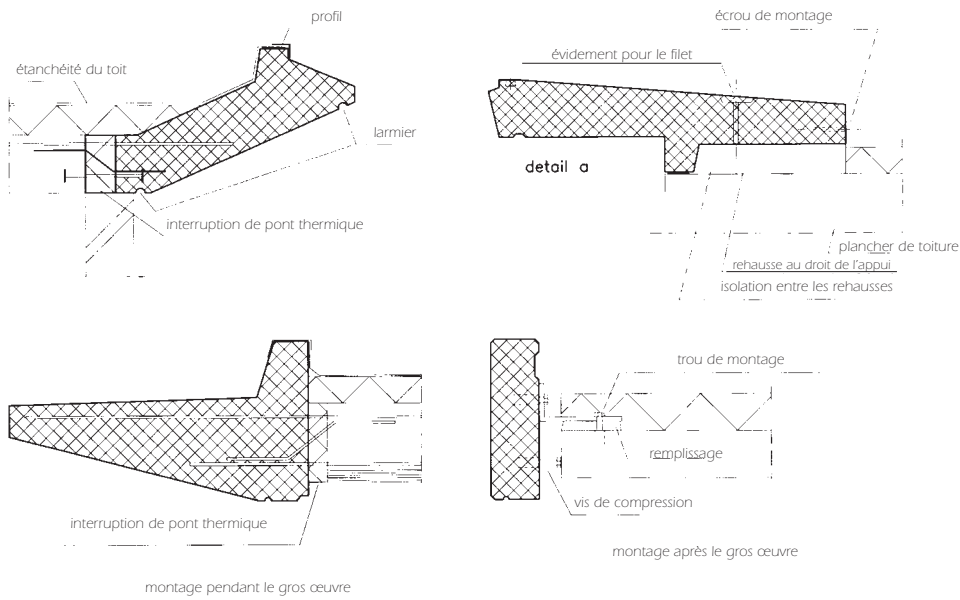 profil
étanchéité du toit
larmier
interruption de pont thermique
écrou de montage
évidement pour le filet
detail a
plancher de toiture
rehausse au droit de l'appui
isolation entre les rehausses
interruption de pont thermique
montage pendant le gros œuvre
trou de montage
remplissage
vis de compression
montage après le gros œuvre